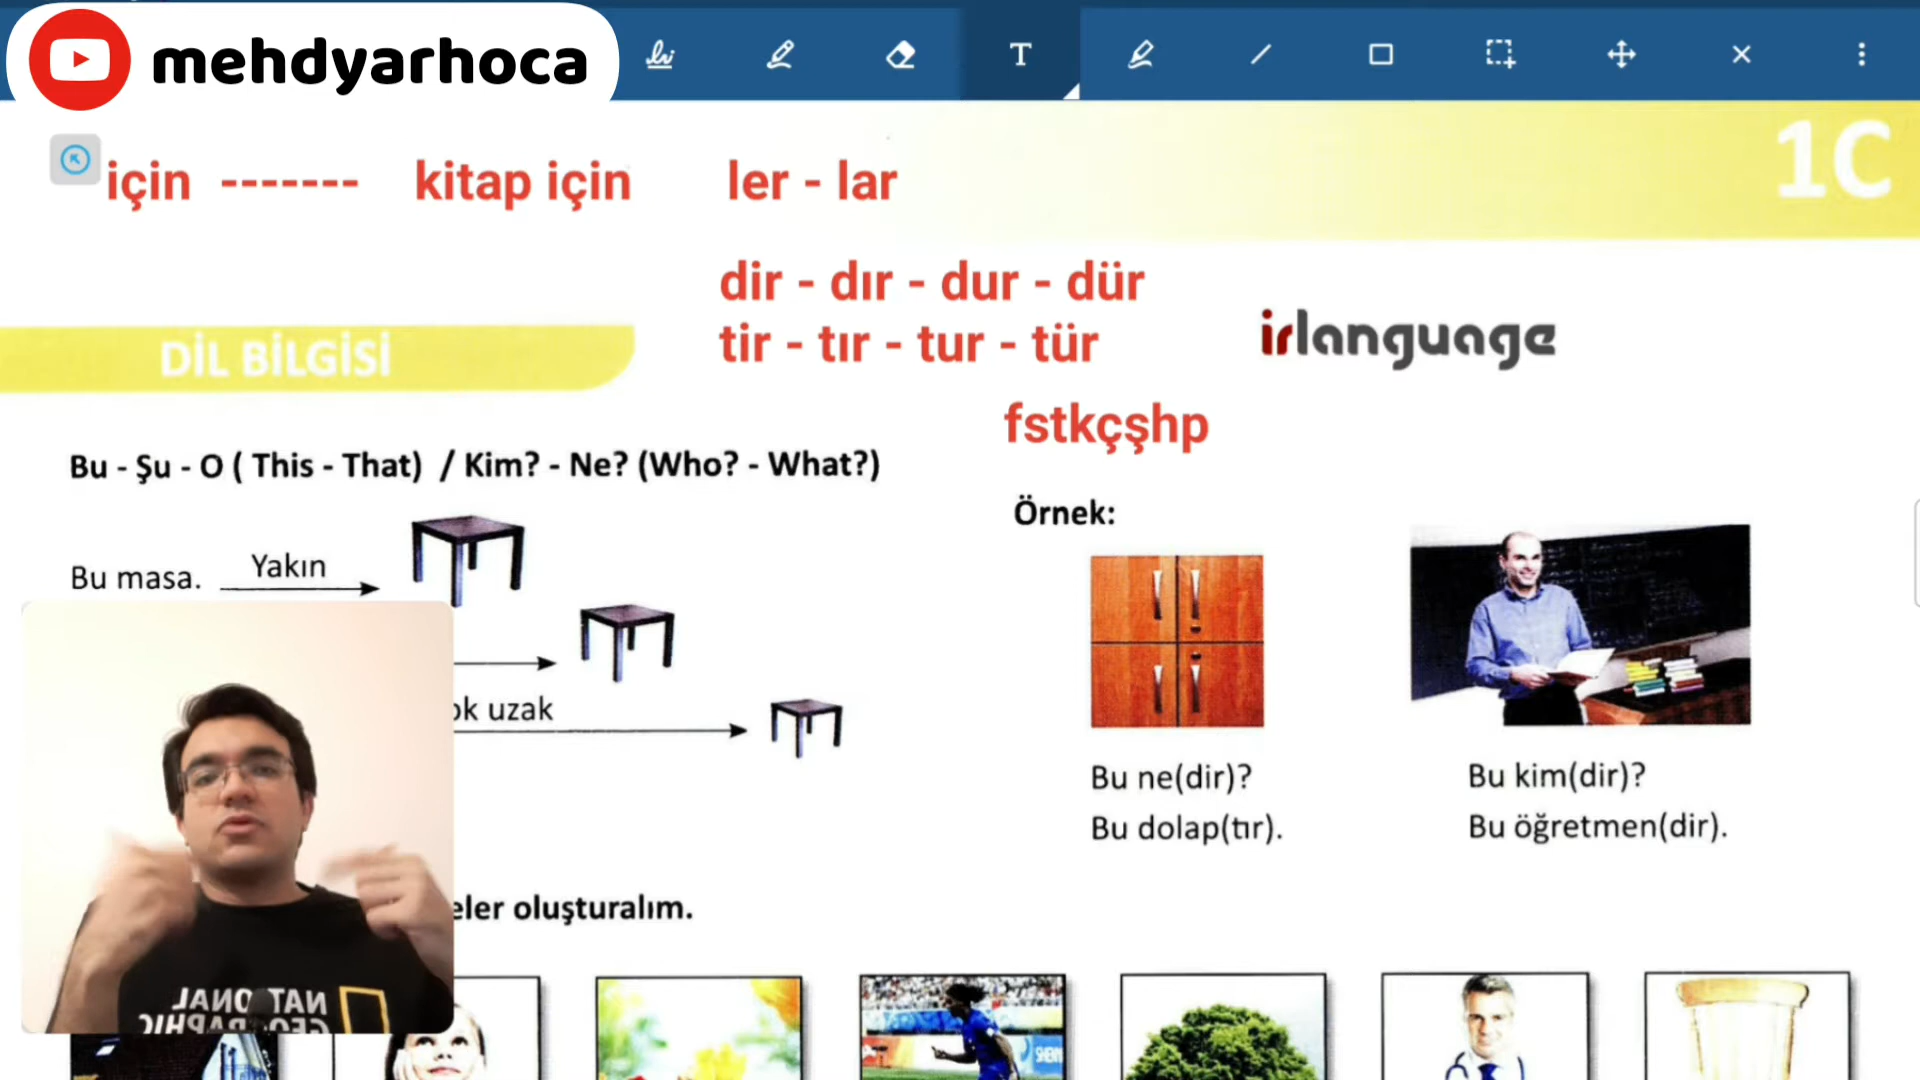 mehdyarhoca
T
1C
için ------- kitap için ler - lar
dir - dır - dur - dür
tir - tır - tur - tür
irlanguage
DİL BİLGİSİ
fstkçşhp
Bu - Şu - O ( This - That) / Kim? - Ne? (Who? - What?)
Örnek:
Bu masa. Yakın
ok uzak
Bu ne(dir)?
Bu dolap(tır).
Bu kim(dir)?
Bu öğretmen(dir).
eler oluşturalım.
NATIONAL
GEOGRAPHIC